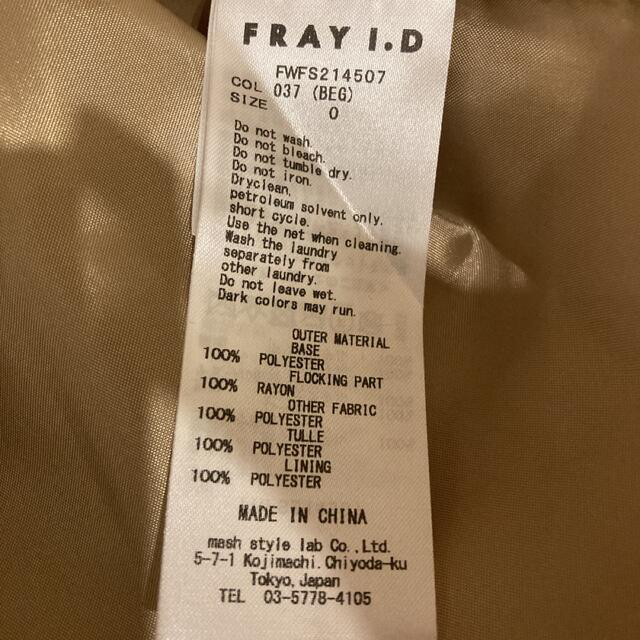 FRAY I.D
FWFS214507
COL 037 (BEG)
SIZE 0
Do not wash.
Do not bleach.
Do not tumble dry.
Do not iron.
Dryclean.
petroleum solvent only.
short cycle.
Use the net when cleaning.
Wash the laundry
separately from
other laundry.
Do not leave wet.
Dark colors may run.
OUTER MATERIAL
BASE
100% POLYESTER
FLOCKING PART
100% RAYON
OTHER FABRIC
100% POLYESTER
TULLE
100% POLYESTER
LINING
100% POLYESTER
MADE IN CHINA
mash style lab Co.,Ltd.
5-7-1 Kojimachi.Chiyoda-ku
Tokyo,Japan
TEL 03-5778-4105